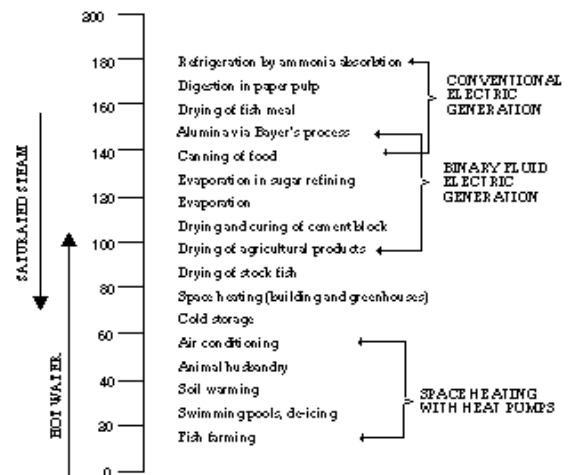 200
180
160
140
120
100
80
60
40
20
0
SATURATED STEAM
HOT WATER
Refrigeration by ammonia absorption
Digestion in paper pulp
Drying of fish meal
Alumina via Bayer's process
Canning of food
Evaporation in sugar refining
Evaporation
Drying and curing of cement block
Drying of agricultural products
Drying of stock fish
Space heating (building and greenhouses)
Cold storage
Air conditioning
Animal husbandry
Soil warming
Swimming pools, de-icing
Fish farming
CONVENTIONAL
ELECTRIC
GENERATION
BINARY FLUID
ELECTRIC
GENERATION
SPACE HEATING
WITH HEAT PUMPS